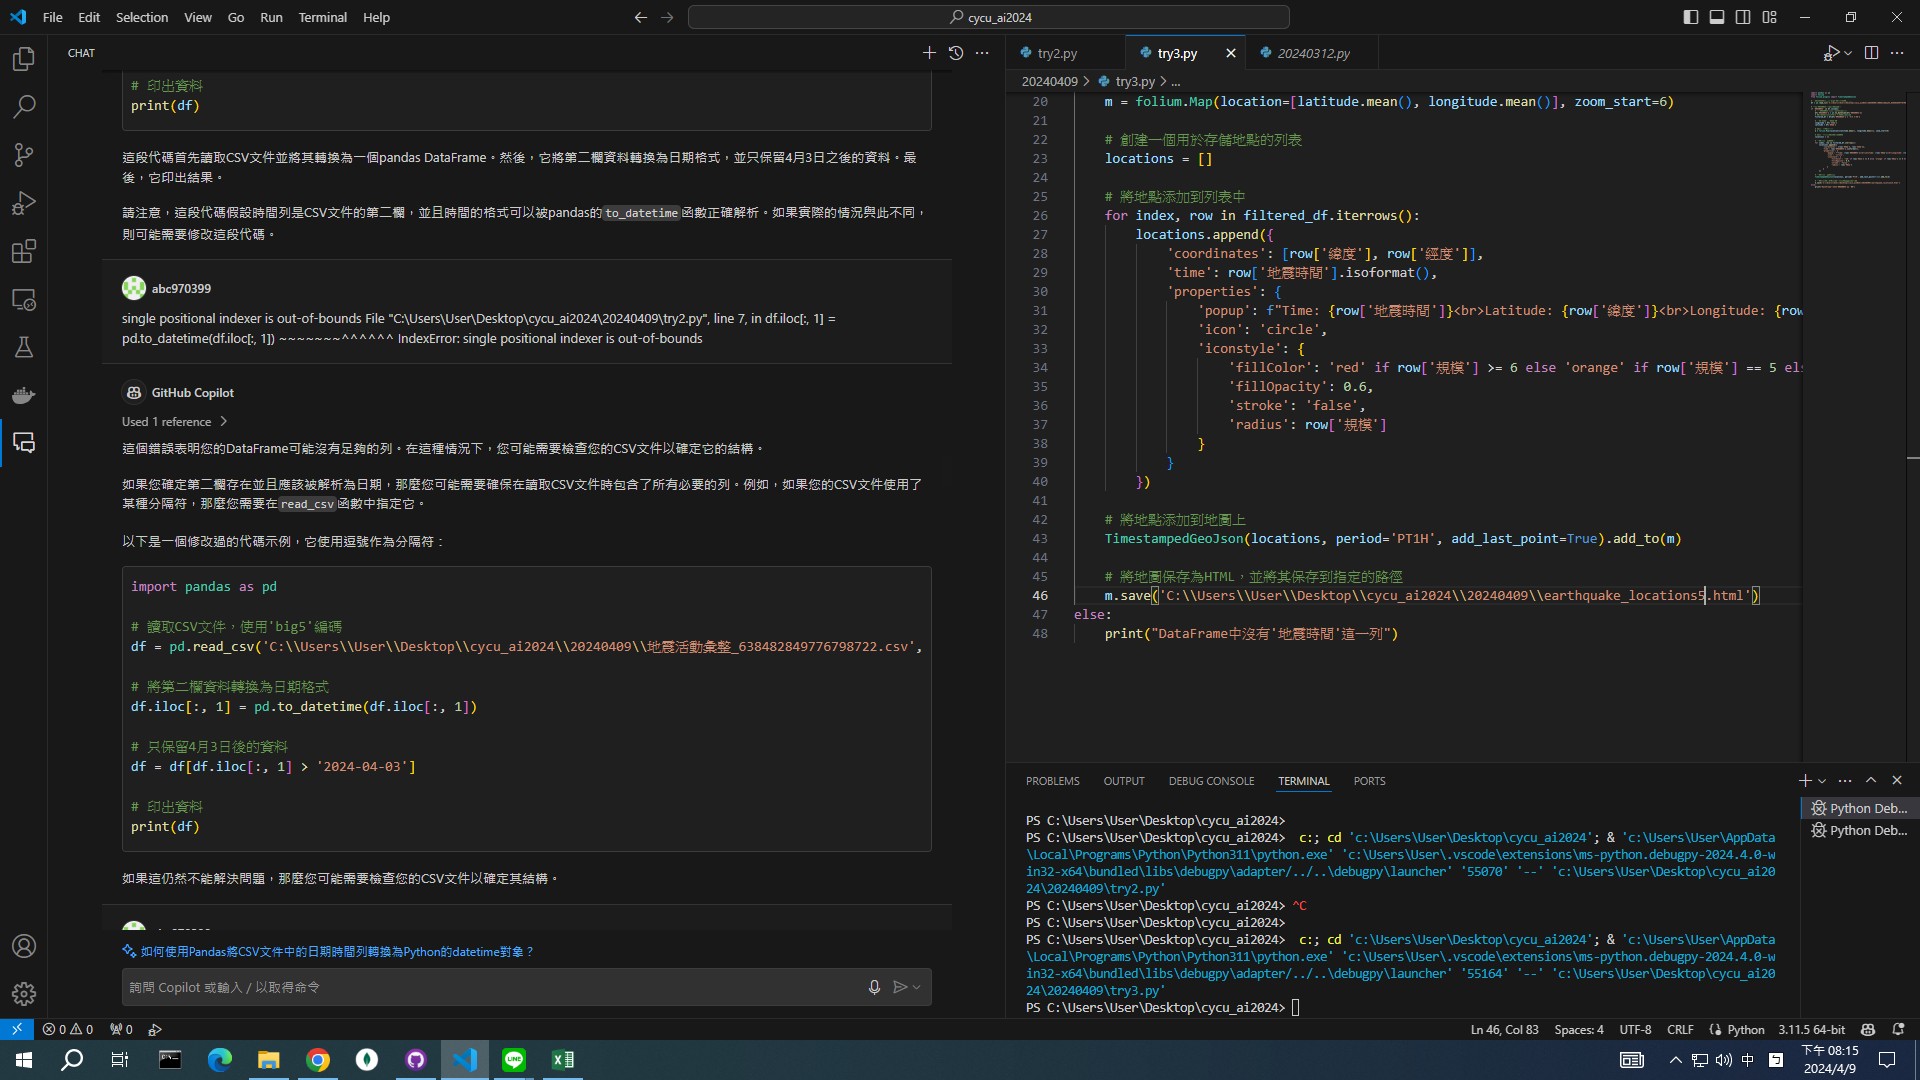 File Edit Selection View Go Run Terminal Help
cycu_ai2024
CHAT
# 印出資料
print(df)
這段代碼首先讀取CSV文件並將其轉換為一個pandas DataFrame。然後，它將第二欄資料轉換為日期格式，並只保留4月3日之後的資料。最
後，它印出結果。
請注意，這段代碼假設時間列是CSV文件的第二欄，並且時間的格式可以被pandas的to_datetime函數正確解析。如果實際的情況與此不同，
則可能需要修改這段代碼。
abc970399
single positional indexer is out-of-bounds File "C:\Users\User\Desktop\cycu_ai2024\20240409\try2.py", line 7, in df.iloc[:, 1] =
pd.to_datetime(df.iloc[:, 1]) ~~~~~~~^^^^^^ IndexError: single positional indexer is out-of-bounds
GitHub Copilot
Used 1 reference
這個錯誤表明您的DataFrame可能沒有足夠的列。在這種情況下，您可能需要檢查您的CSV文件以確定它的結構。
如果您確定第二欄存在並且應該被解析為日期，那麼您可能需要確保在讀取CSV文件時包含了所有必要的列。例如，如果您的CSV文件使用了
某種分隔符，那麼您需要在read_csv函數中指定它。
以下是一個修改過的代碼示例，它使用逗號作為分隔符：
import pandas as pd
# 讀取CSV文件，使用'big5'編碼
df = pd.read_csv('C:\\Users\\User\\Desktop\\cycu_ai2024\\20240409\\地震活動彙整_638482849776798722.csv',
# 將第二欄資料轉換為日期格式
df.iloc[:, 1] = pd.to_datetime(df.iloc[:, 1])
# 只保留4月3日後的資料
df = df[df.iloc[:, 1] > '2024-04-03']
# 印出資料
print(df)
如果這仍然不能解決問題，那麼您可能需要檢查您的CSV文件以確定其結構。
如何使用Pandas將CSV文件中的日期時間列轉換為Python的datetime對象？
詢問 Copilot 或輸入 / 以取得命令
try2.py
try3.py
20240312.py
20240409 > try3.py > ...
20 m = folium.Map(location=[latitude.mean(), longitude.mean()], zoom_start=6)
21
22 # 創建一個用於存儲地點的列表
23 locations = []
24
25 # 將地點添加到列表中
26 for index, row in filtered_df.iterrows():
27 locations.append({
28 'coordinates': [row['緯度'], row['經度']],
29 'time': row['地震時間'].isoformat(),
30 'properties': {
31 'popup': f"Time: {row['地震時間']}<br>Latitude: {row['緯度']}<br>Longitude: {row
32 'icon': 'circle',
33 'iconstyle': {
34 'fillColor': 'red' if row['規模'] >= 6 else 'orange' if row['規模'] == 5 els
35 'fillOpacity': 0.6,
36 'stroke': 'false',
37 'radius': row['規模']
38 }
39 }
40 })
41
42 # 將地點添加到地圖上
43 TimestampedGeoJson(locations, period='PT1H', add_last_point=True).add_to(m)
44
45 # 將地圖保存為HTML，並將其保存到指定的路徑
46 m.save('C:\\Users\\User\\Desktop\\cycu_ai2024\\20240409\\earthquake_locations5.html')
47 else:
48 print("DataFrame中沒有'地震時間'這一列")
PROBLEMS OUTPUT DEBUG CONSOLE TERMINAL PORTS
Python Deb...
Python Deb...
PS C:\Users\User\Desktop\cycu_ai2024>
PS C:\Users\User\Desktop\cycu_ai2024> c:; cd 'c:\Users\User\Desktop\cycu_ai2024'; & 'c:\Users\User\AppData
\Local\Programs\Python\Python311\python.exe' 'c:\Users\User\.vscode\extensions\ms-python.debugpy-2024.4.0-w
in32-x64\bundled\libs\debugpy\adapter/../..\debugpy\launcher' '55070' '--' 'c:\Users\User\Desktop\cycu_ai20
24\20240409\try2.py'
PS C:\Users\User\Desktop\cycu_ai2024> ^C
PS C:\Users\User\Desktop\cycu_ai2024>
PS C:\Users\User\Desktop\cycu_ai2024> c:; cd 'c:\Users\User\Desktop\cycu_ai2024'; & 'c:\Users\User\AppData
\Local\Programs\Python\Python311\python.exe' 'c:\Users\User\.vscode\extensions\ms-python.debugpy-2024.4.0-w
in32-x64\bundled\libs\debugpy\adapter/../..\debugpy\launcher' '55164' '--' 'c:\Users\User\Desktop\cycu_ai20
24\20240409\try3.py'
PS C:\Users\User\Desktop\cycu_ai2024>
0 0 0
Ln 46, Col 83 Spaces: 4 UTF-8 CRLF Python 3.11.5 64-bit
中
下午 08:15
2024/4/9